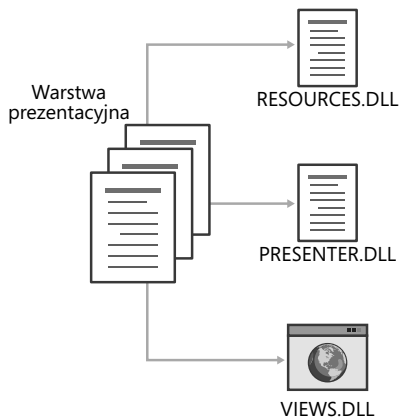 Warstwa
prezentacyjna
RESOURCES.DLL
PRESENTER.DLL
VIEWS.DLL